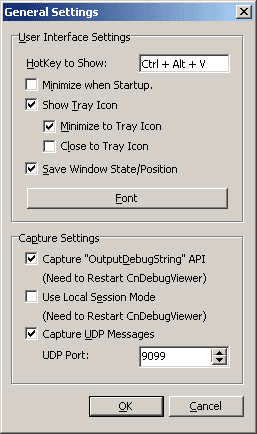 General Settings
User Interface Settings
HotKey to Show: Ctrl + Alt + V
Minimize when Startup.
Show Tray Icon
Minimize to Tray Icon
Close to Tray Icon
Save Window State/Position
Font
Capture Settings
Capture "OutputDebugString" API
(Need to Restart CnDebugViewer)
Use Local Session Mode
(Need to Restart CnDebugViewer)
Capture UDP Messages
UDP Port: 9099
OK Cancel